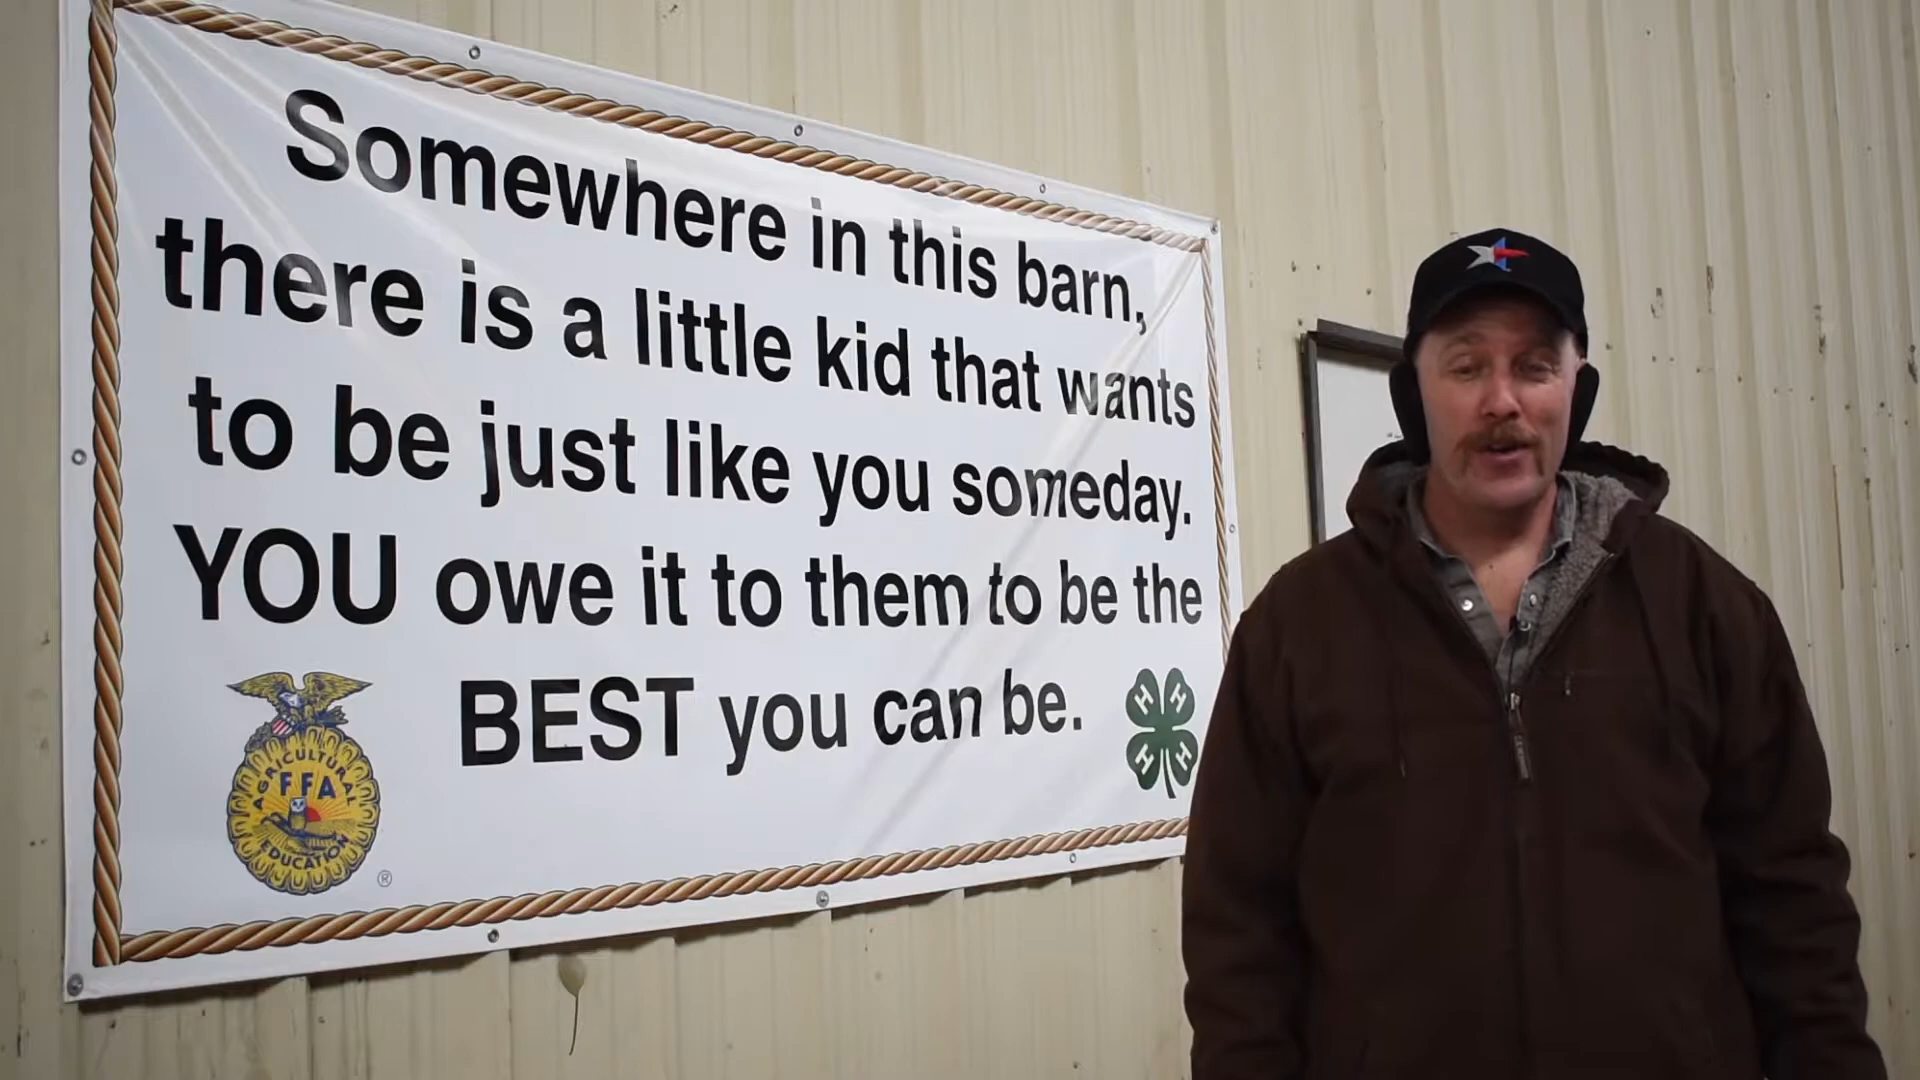 Somewhere in this barn,
there is a little kid that wants
to be just like you someday.
YOU owe it to them to be the
BEST you can be.
AGRICULTURAL
FFA
EDUCATION
®
H H
H H